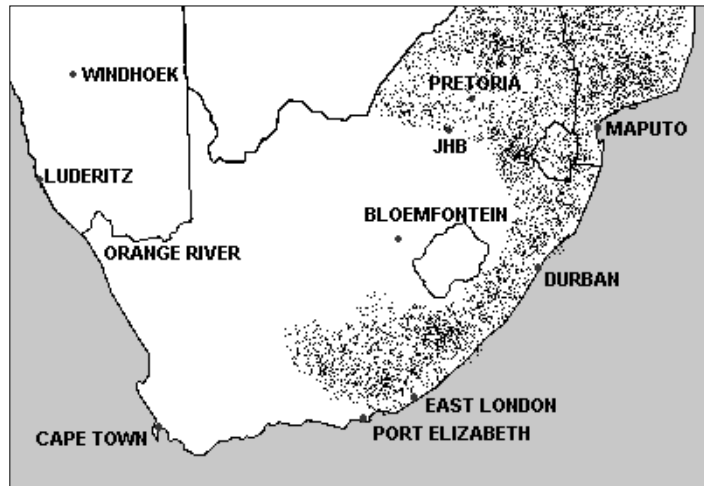 WINDHOEK
PRETORIA
MAPUTO
JHB
LUDERITZ
BLOEMFONTEIN
ORANGE RIVER
DURBAN
EAST LONDON
CAPE TOWN
PORT ELIZABETH